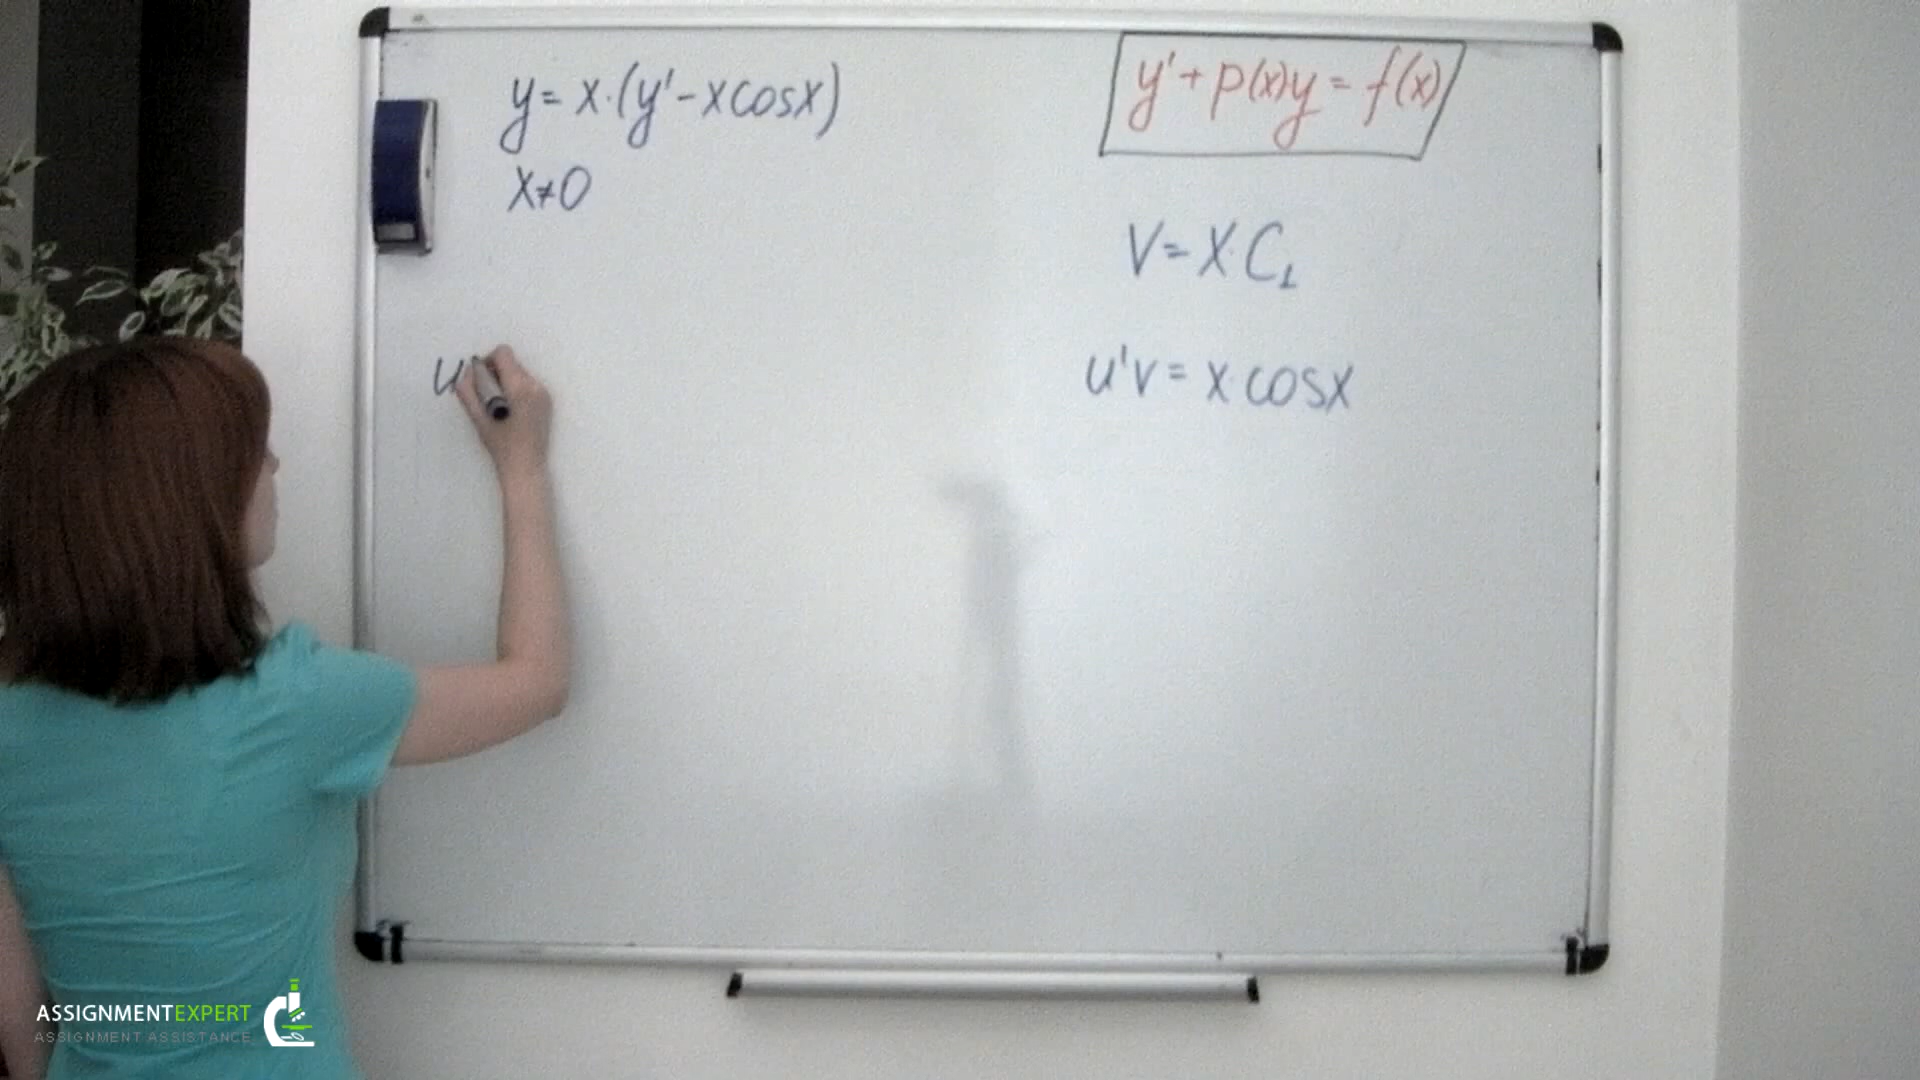 y = x·(y' - xcosx)
x≠0
y' + p(x)y = f(x)
V = X·C₁
u'v = x·cosx
u
ASSIGNMENTEXPERT
ASSIGNMENT ASSISTANCE